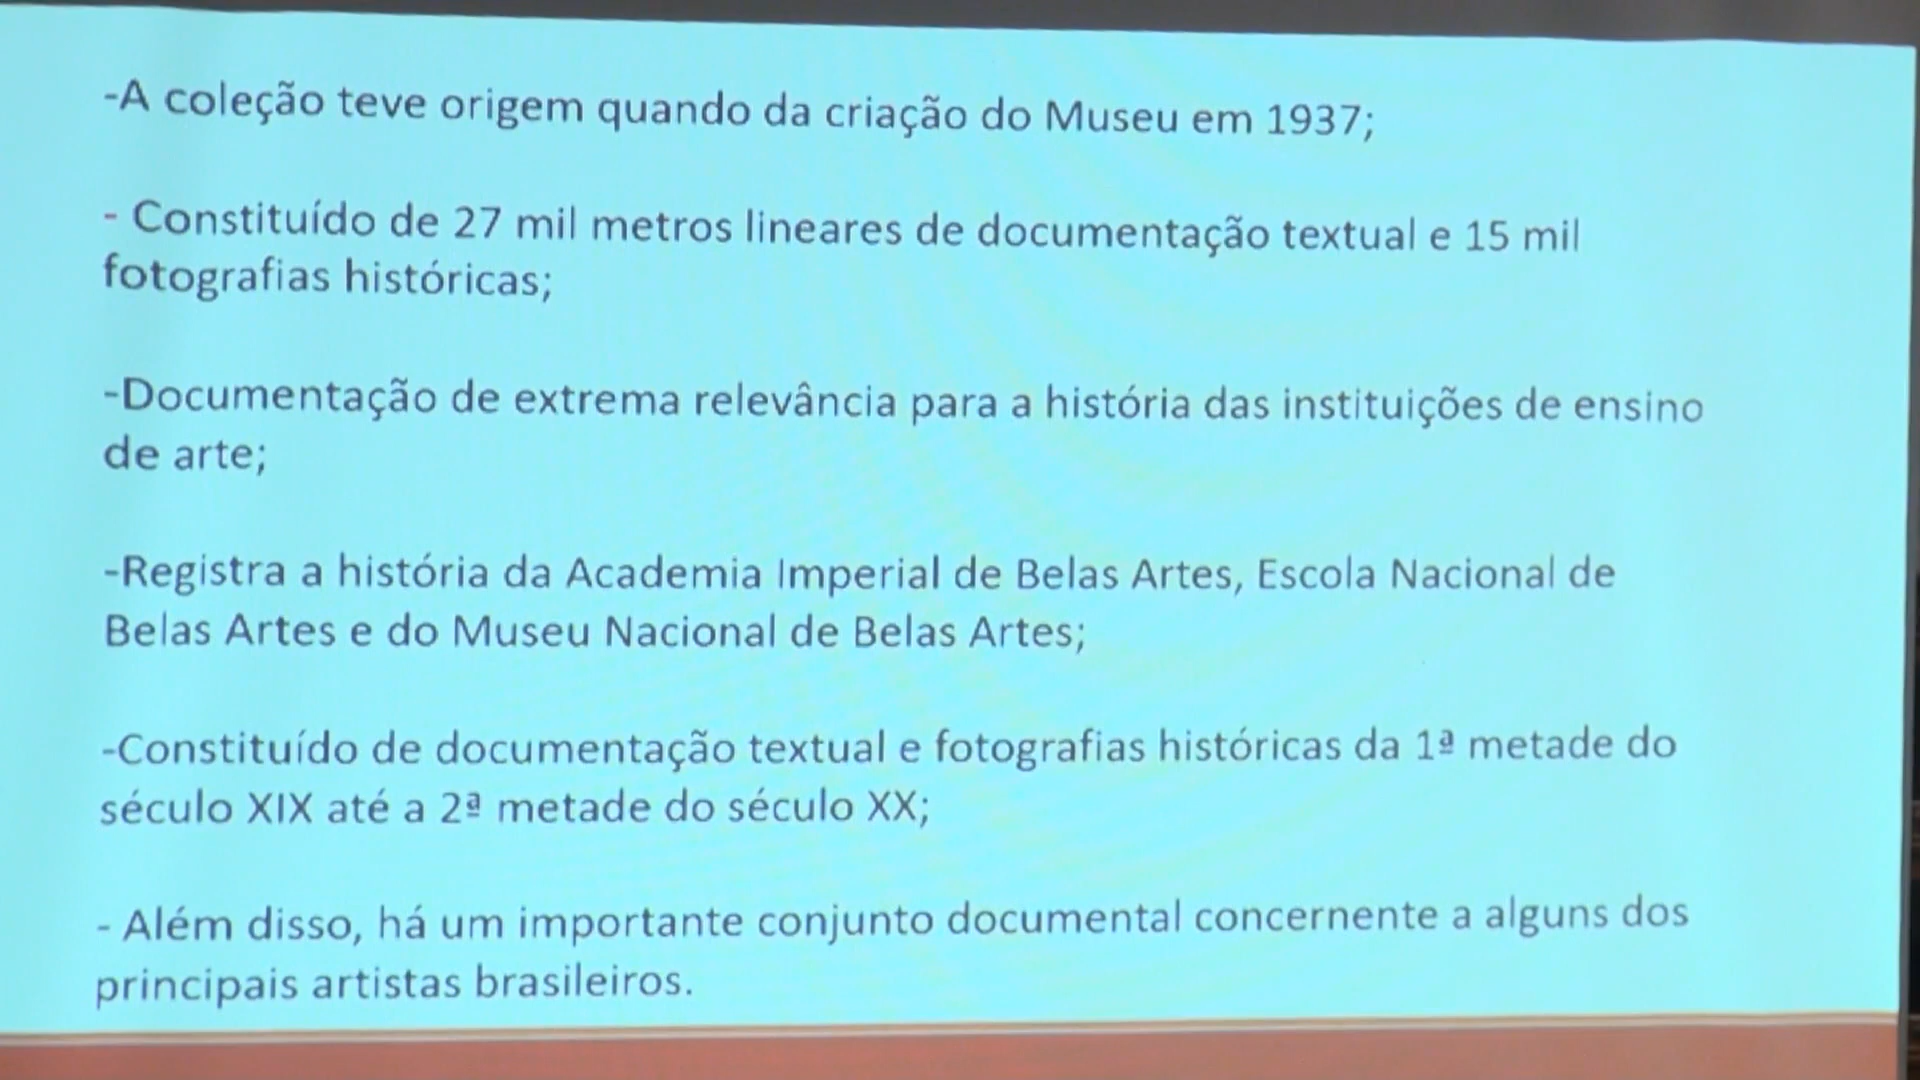 -A coleção teve origem quando da criação do Museu em 1937;
- Constituído de 27 mil metros lineares de documentação textual e 15 mil
fotografias históricas;
-Documentação de extrema relevância para a história das instituições de ensino
de arte;
-Registra a história da Academia Imperial de Belas Artes, Escola Nacional de
Belas Artes e do Museu Nacional de Belas Artes;
-Constituído de documentação textual e fotografias históricas da 1ª metade do
século XIX até a 2ª metade do século XX;
- Além disso, há um importante conjunto documental concernente a alguns dos
principais artistas brasileiros.